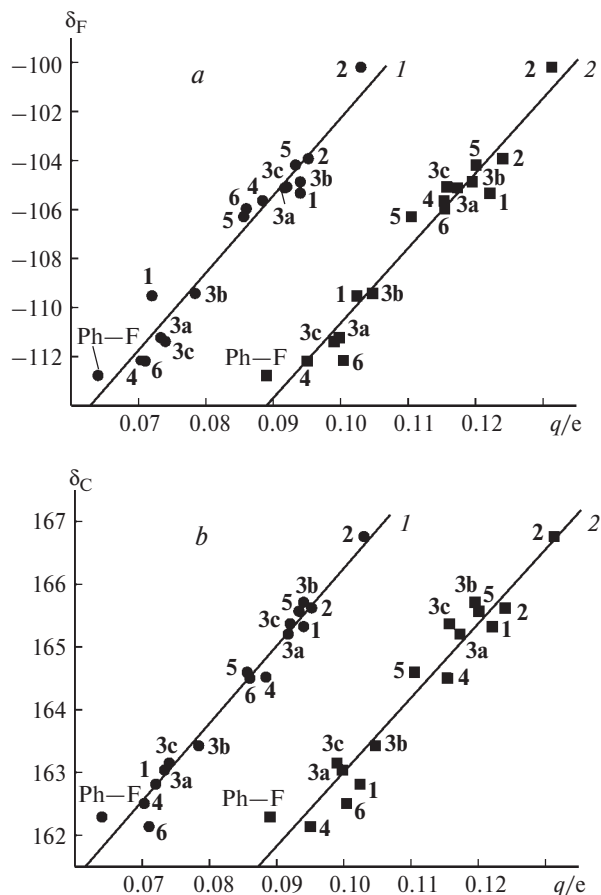 δF
−100
a
2
1
2
2
−102
−104
5
2
5
2
3c
3b
3c
3b
−106
6
4
1
4
1
5
3a
5
6
3a
−108
−110
1
3b
1
3b
3a
3c
3a
Ph—F
3c
Ph—F
−112
4
6
4
6
0.07
0.08
0.09
0.10
0.11
0.12
q/e
δC
167
b
2
1
2
2
166
3b
3b
5
2
5
2
3c
1
3c
1
165
3a
3a
5
6
4
5
4
164
3c
3b
3c
3b
163
1
3a
3a
1
Ph—F
4
Ph—F
6
162
6
4
0.07
0.08
0.09
0.10
0.11
0.12
q/e